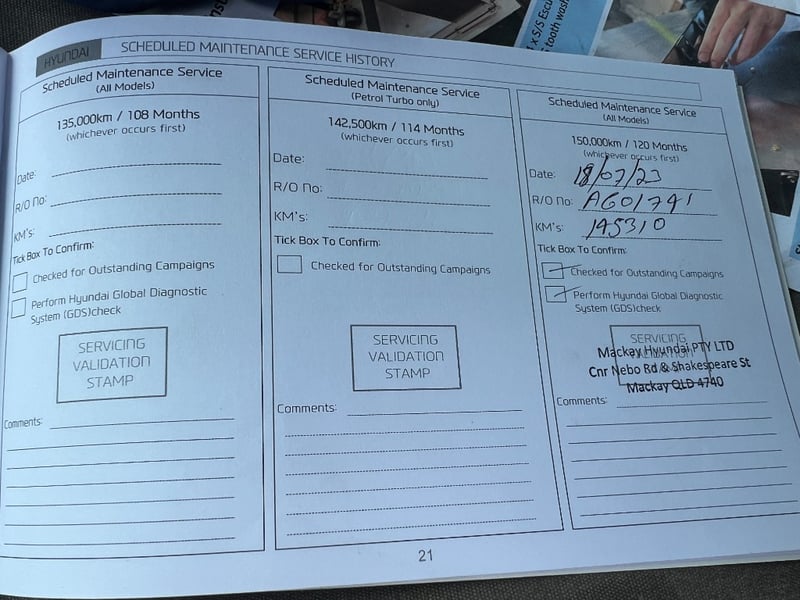 HYUNDAI SCHEDULED MAINTENANCE SERVICE HISTORY
Scheduled Maintenance Service
(All Models)
135,000km / 108 Months
(whichever occurs first)
Date:
R/O No:
KM's:
Tick Box To Confirm:
Checked for Outstanding Campaigns
Perform Hyundai Global Diagnostic
System (GDS)check
SERVICING
VALIDATION
STAMP
Comments:
Scheduled Maintenance Service
(Petrol Turbo only)
142,500km / 114 Months
(whichever occurs first)
Date:
R/O No:
KM's:
Tick Box To Confirm:
Checked for Outstanding Campaigns
SERVICING
VALIDATION
STAMP
Comments:
Scheduled Maintenance Service
(All Models)
150,000km / 120 Months
(whichever occurs first)
Date: 18/07/23
R/O No: AG01741
KM's: 145310
Tick Box To Confirm:
Checked for Outstanding Campaigns
Perform Hyundai Global Diagnostic
System (GDS)check
SERVICING
VALIDATION
Mackay Hyundai PTY LTD
Cnr Nebo Rd & Shakespeare St
Mackay QLD 4740
Comments:
21
x S/S Escu
tooth wash